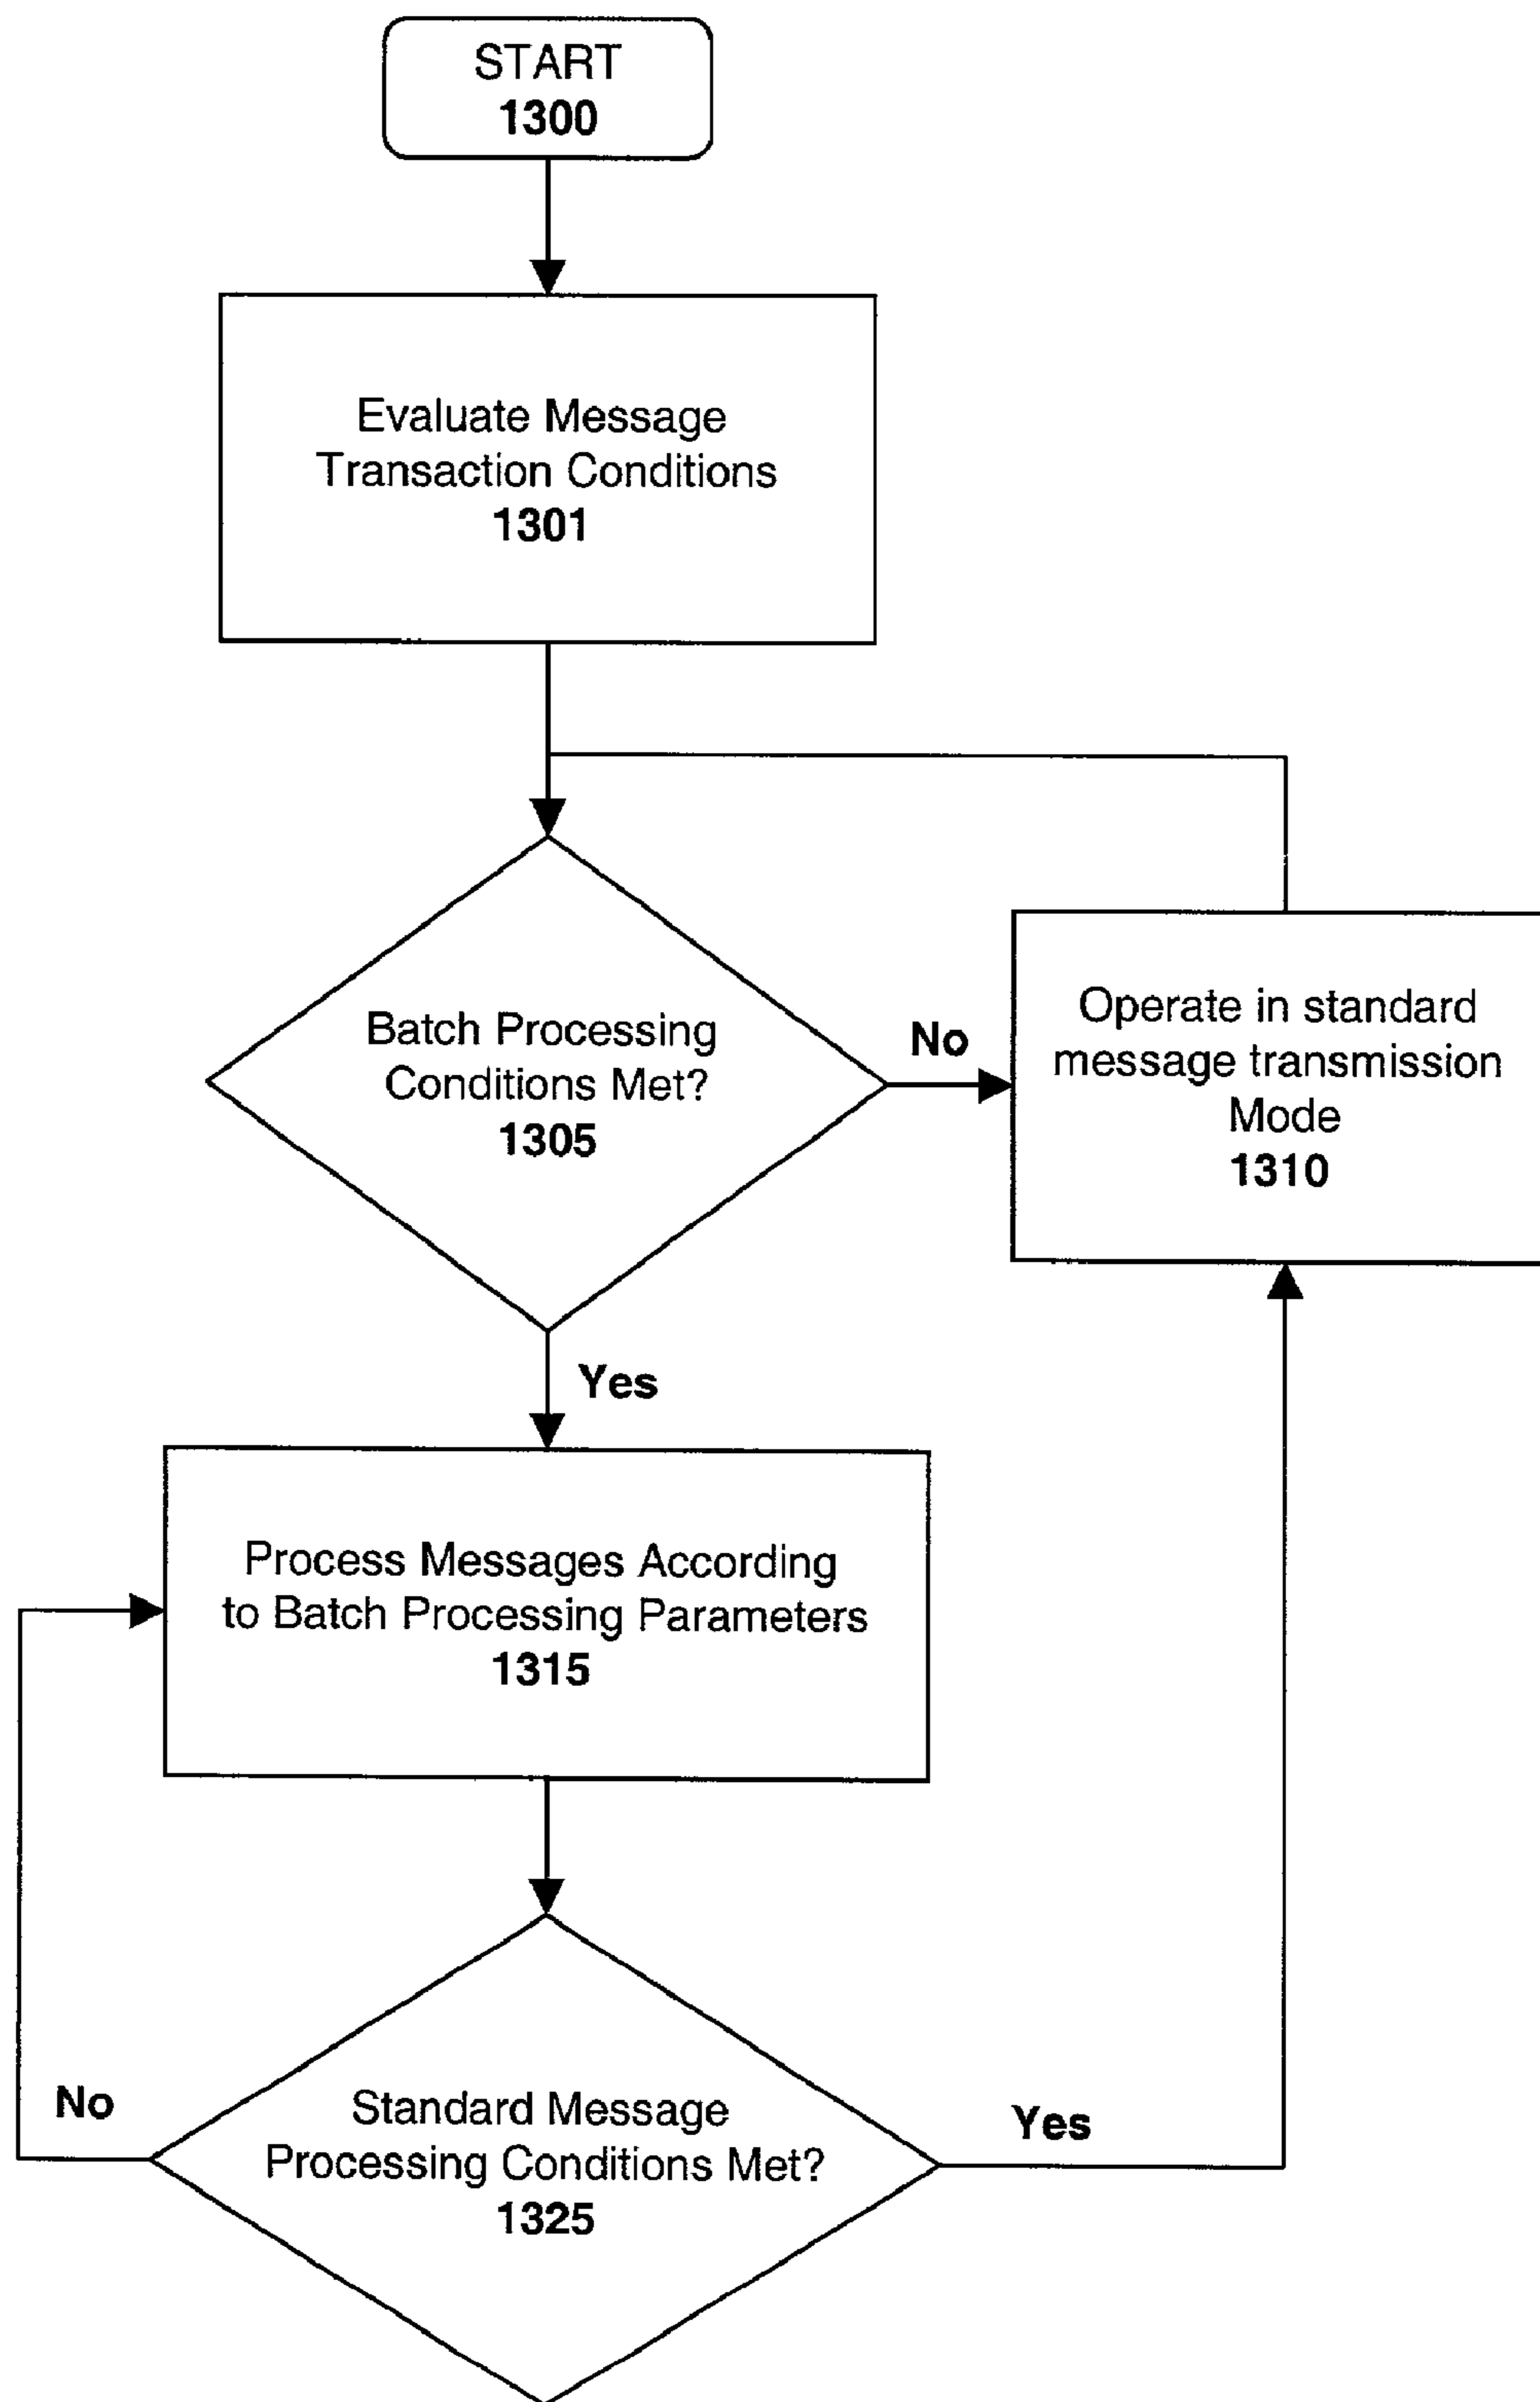 START
1300
Evaluate Message
Transaction Conditions
1301
Batch Processing
Conditions Met?
1305
No
Operate in standard
message transmission
Mode
1310
Yes
Process Messages According
to Batch Processing Parameters
1315
No
Standard Message
Processing Conditions Met?
1325
Yes